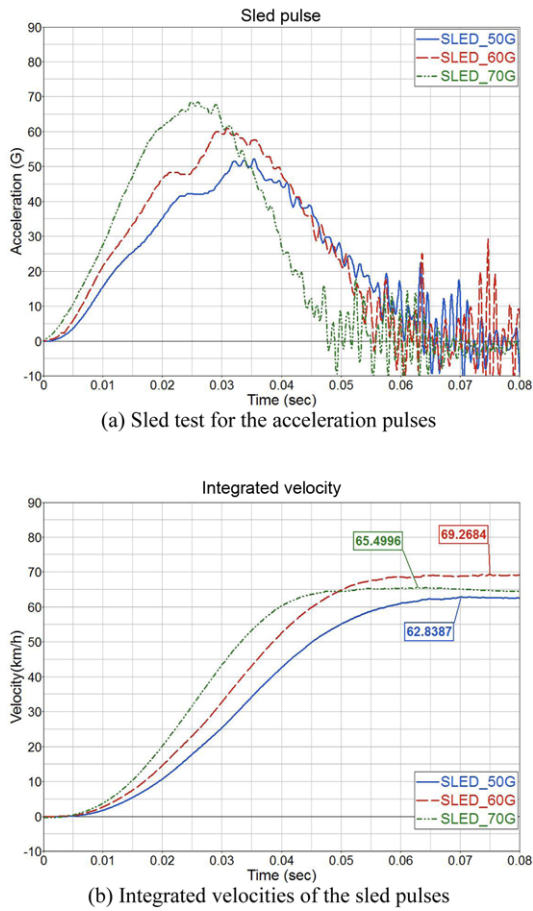 Sled pulse
SLED_50G
SLED_60G
SLED_70G
Acceleration (G)
90
80
70
60
50
40
30
20
10
0
-10
0 0.01 0.02 0.03 0.04 0.05 0.06 0.07 0.08
Time (sec)
(a) Sled test for the acceleration pulses
Integrated velocity
69.2684
65.4996
62.8387
Velocity(km/h)
90
80
70
60
50
40
30
20
10
0
-10
SLED_50G
SLED_60G
SLED_70G
0 0.01 0.02 0.03 0.04 0.05 0.06 0.07 0.08
Time (sec)
(b) Integrated velocities of the sled pulses